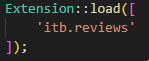 Extension::load([
    'itb.reviews'
]);